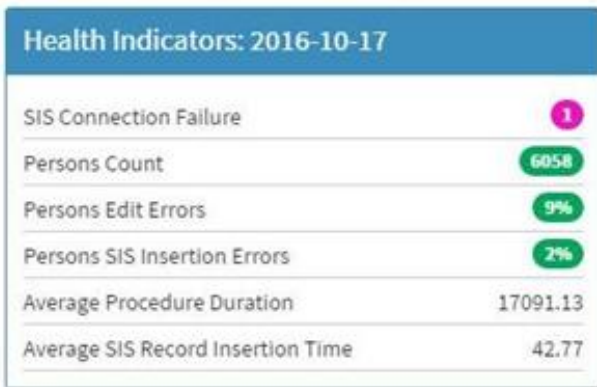 Health Indicators: 2016-10-17
SIS Connection Failure 1
Persons Count 6058
Persons Edit Errors 9%
Persons SIS Insertion Errors 2%
Average Procedure Duration 17091.13
Average SIS Record Insertion Time 42.77